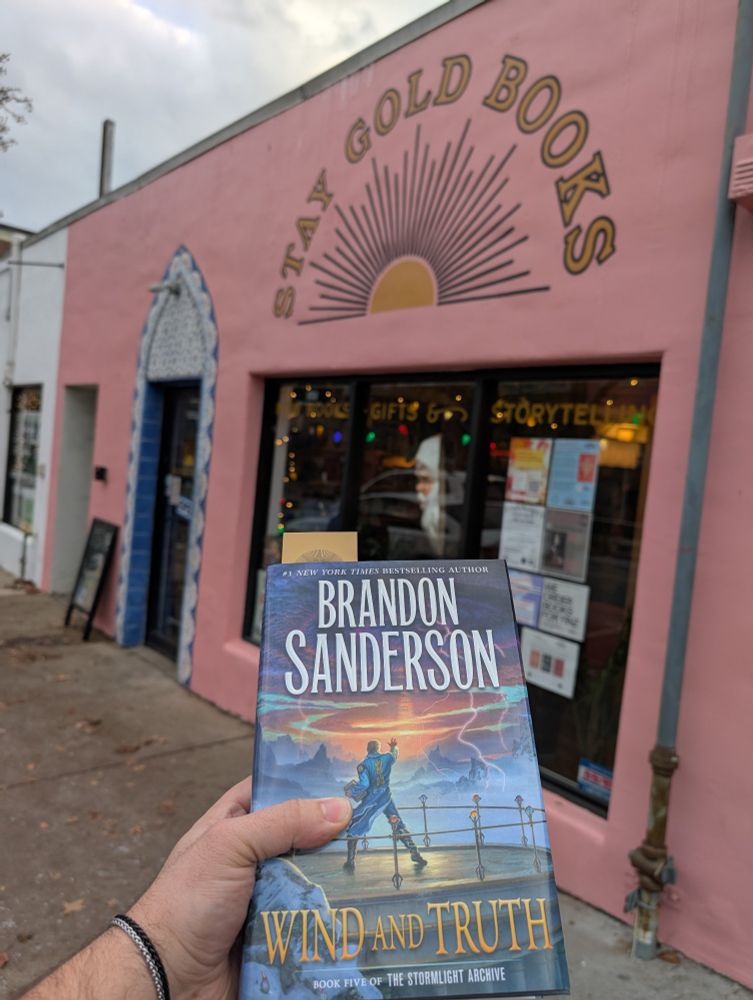 STAY GOLD BOOKS
GIFTS &
STORYTELLING
#1 NEW YORK TIMES BESTSELLING AUTHOR
BRANDON
SANDERSON
WIND AND TRUTH
BOOK FIVE OF THE STORMLIGHT ARCHIVE